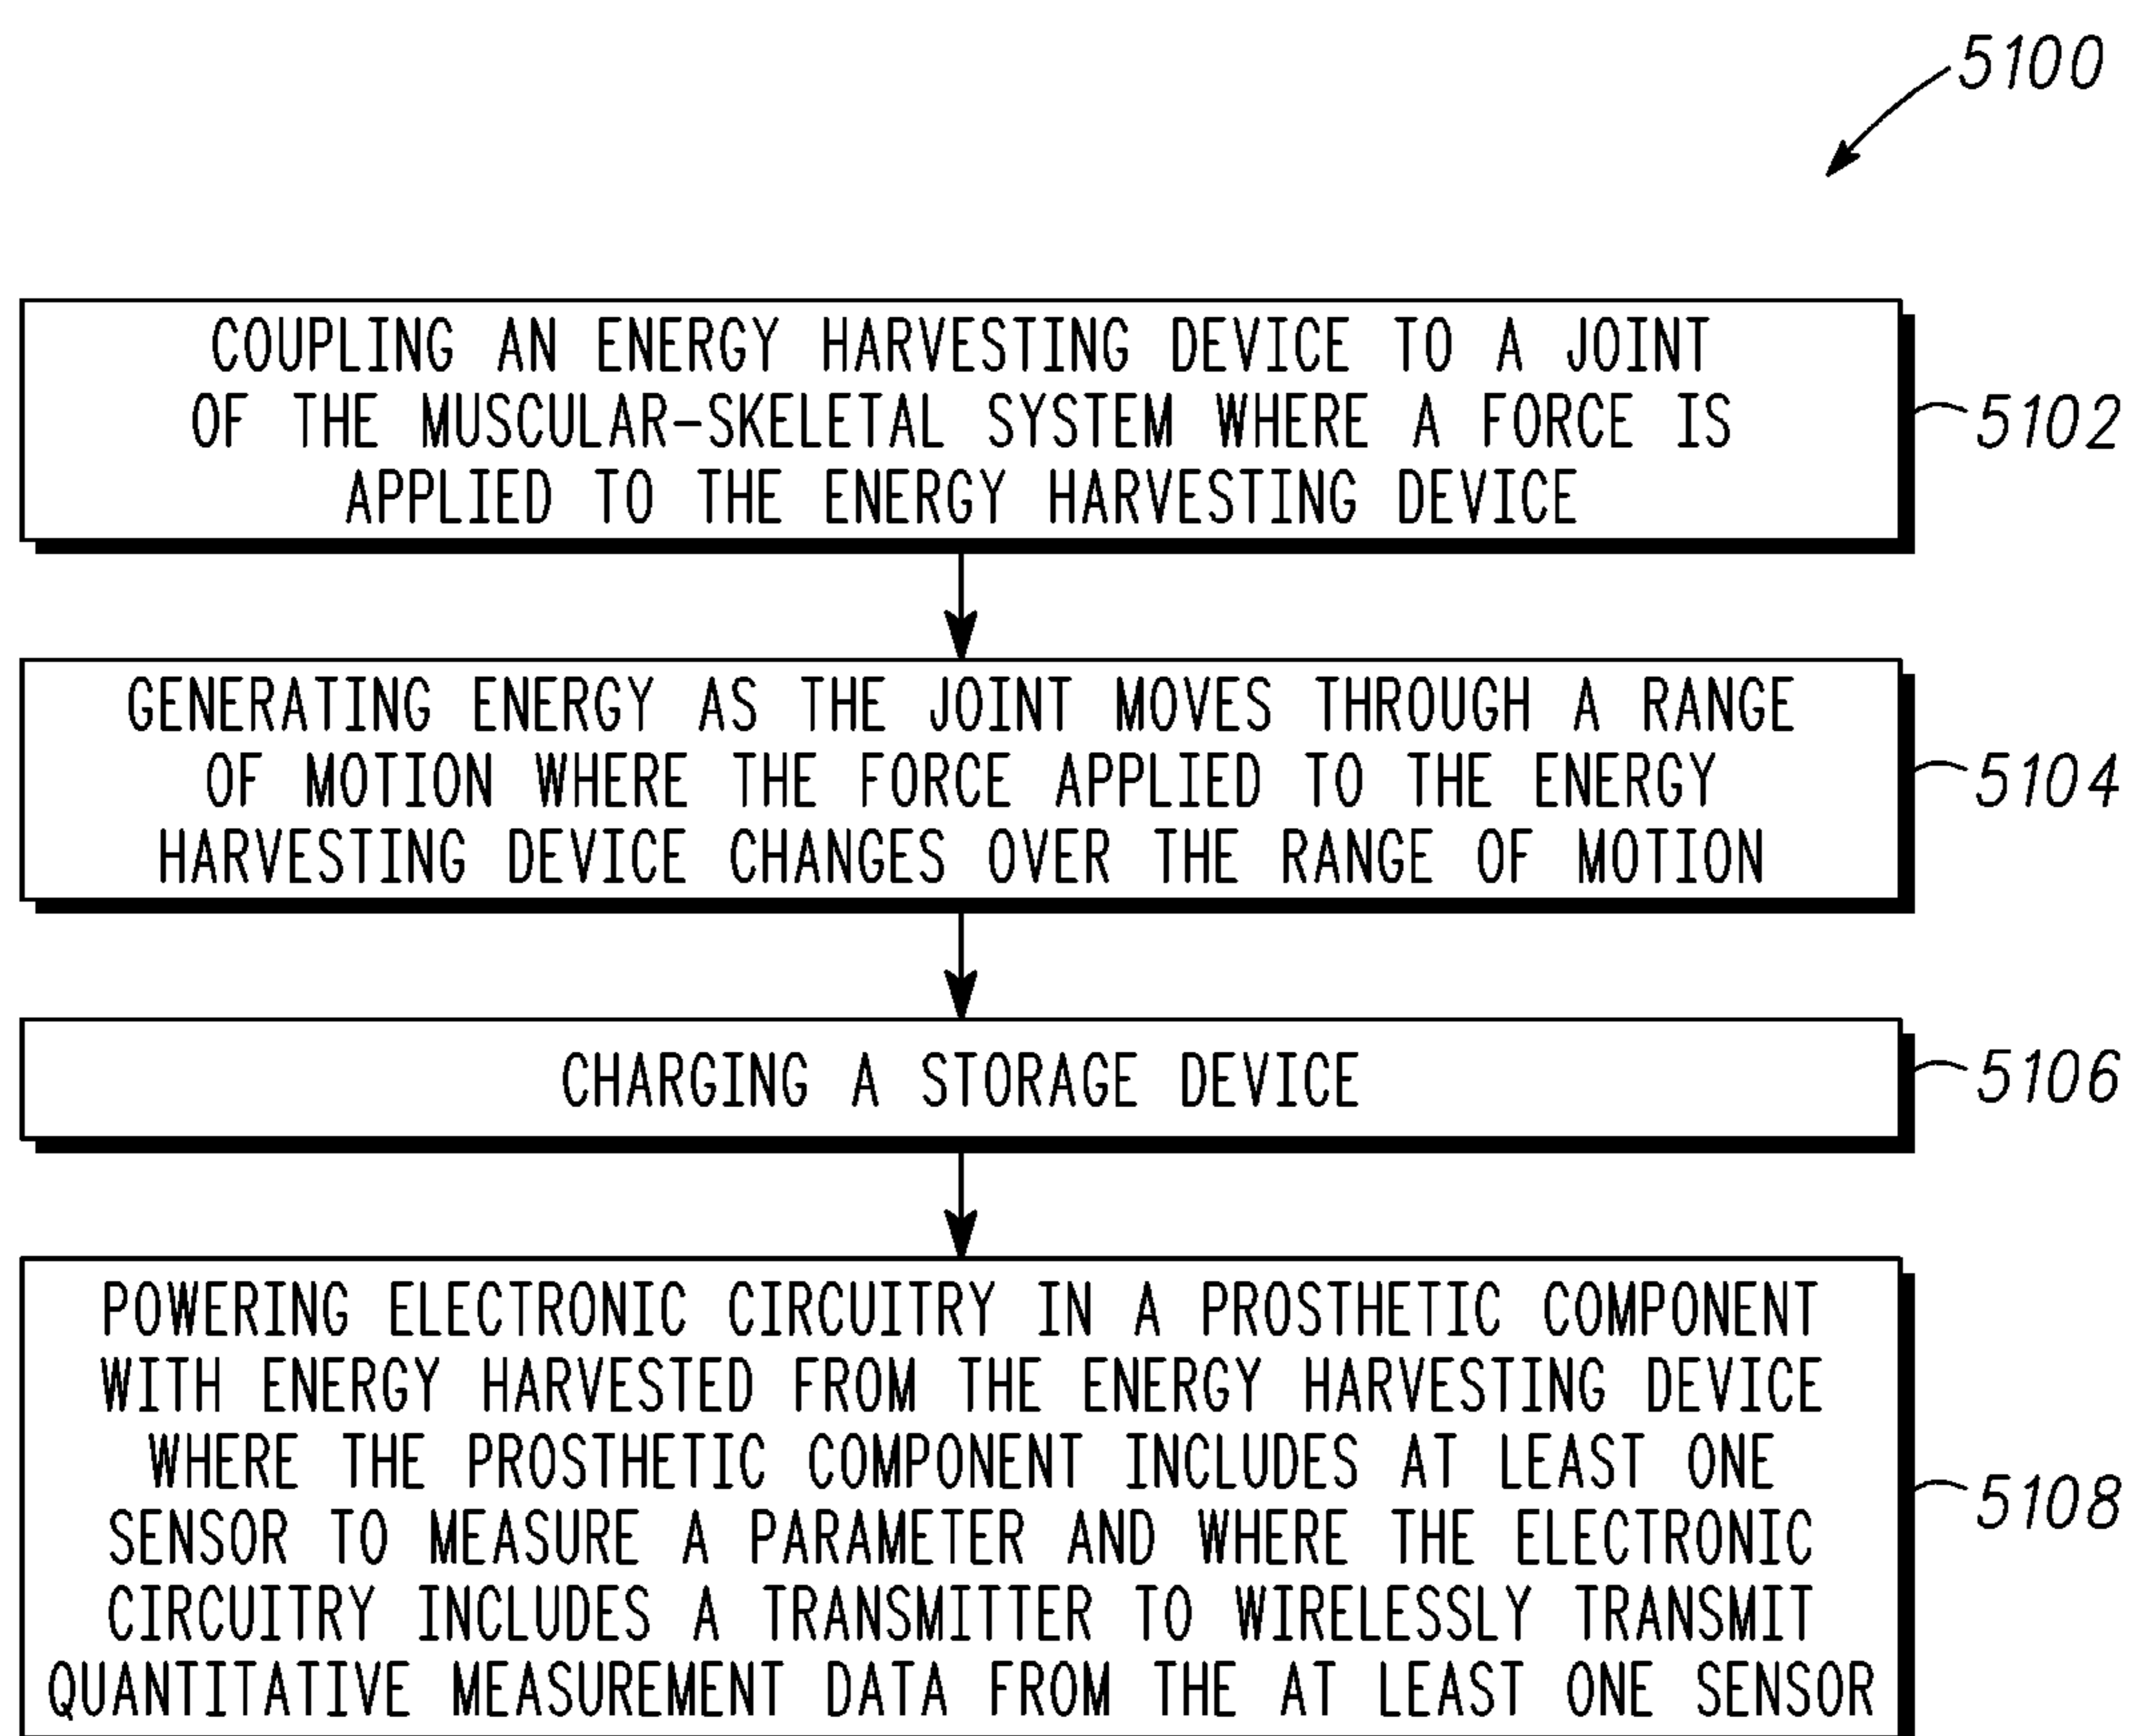 5100
COUPLING AN ENERGY HARVESTING DEVICE TO A JOINT
OF THE MUSCULAR-SKELETAL SYSTEM WHERE A FORCE IS
APPLIED TO THE ENERGY HARVESTING DEVICE
5102
GENERATING ENERGY AS THE JOINT MOVES THROUGH A RANGE
OF MOTION WHERE THE FORCE APPLIED TO THE ENERGY
HARVESTING DEVICE CHANGES OVER THE RANGE OF MOTION
5104
CHARGING A STORAGE DEVICE
5106
POWERING ELECTRONIC CIRCUITRY IN A PROSTHETIC COMPONENT
WITH ENERGY HARVESTED FROM THE ENERGY HARVESTING DEVICE
WHERE THE PROSTHETIC COMPONENT INCLUDES AT LEAST ONE
SENSOR TO MEASURE A PARAMETER AND WHERE THE ELECTRONIC
CIRCUITRY INCLUDES A TRANSMITTER TO WIRELESSLY TRANSMIT
QUANTITATIVE MEASUREMENT DATA FROM THE AT LEAST ONE SENSOR
5108